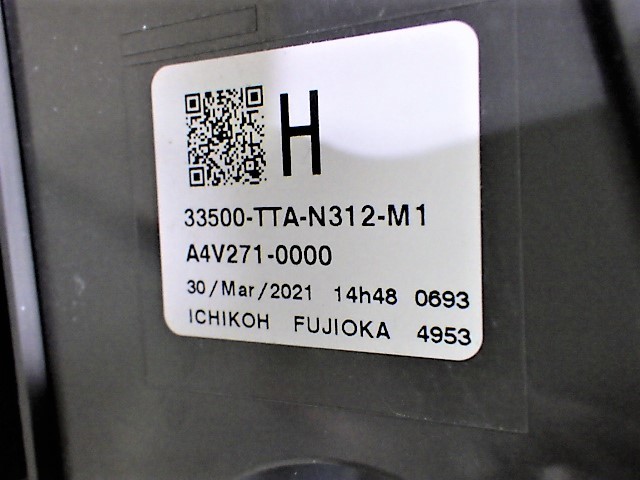 H
33500-TTA-N312-M1
A4V271-0000
30/Mar/2021 14h48 0693
ICHIKOH FUJIOKA 4953